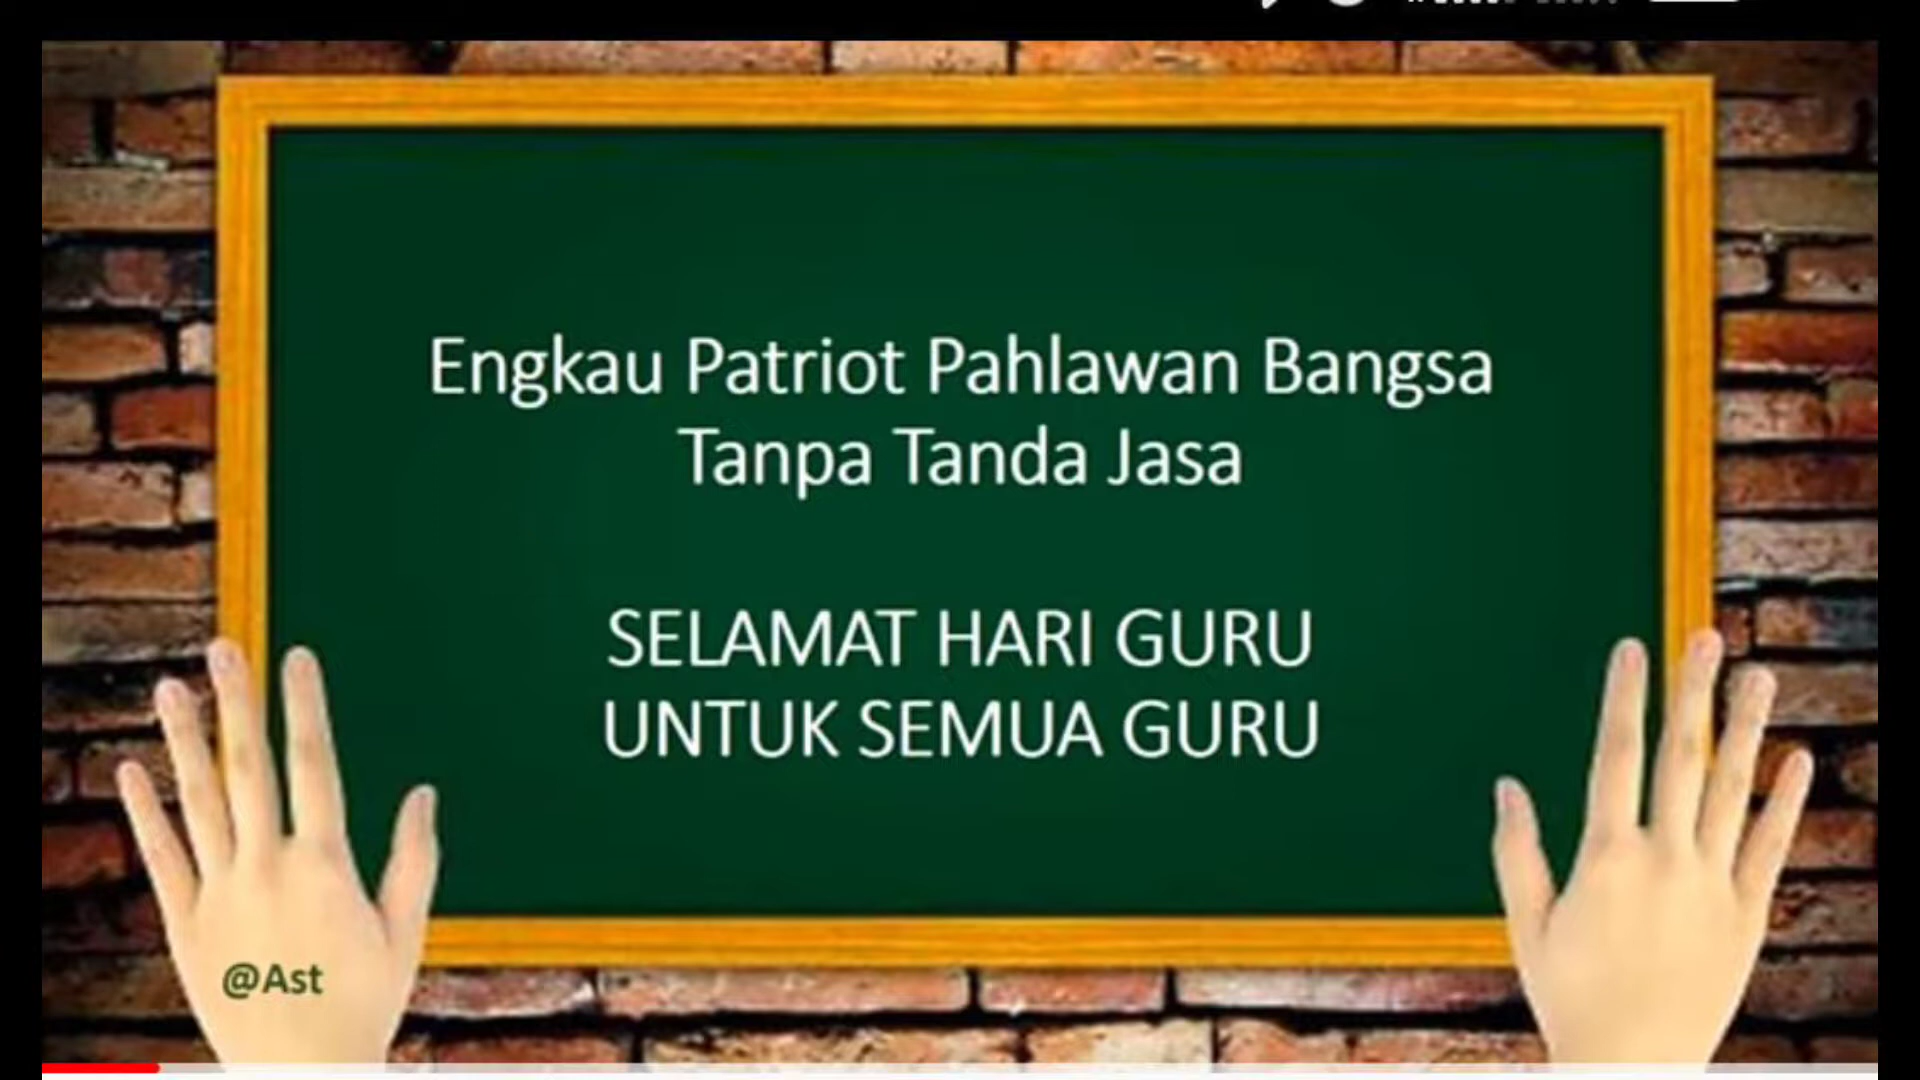 Engkau Patriot Pahlawan Bangsa
Tanpa Tanda Jasa
SELAMAT HARI GURU
UNTUK SEMUA GURU
@Ast